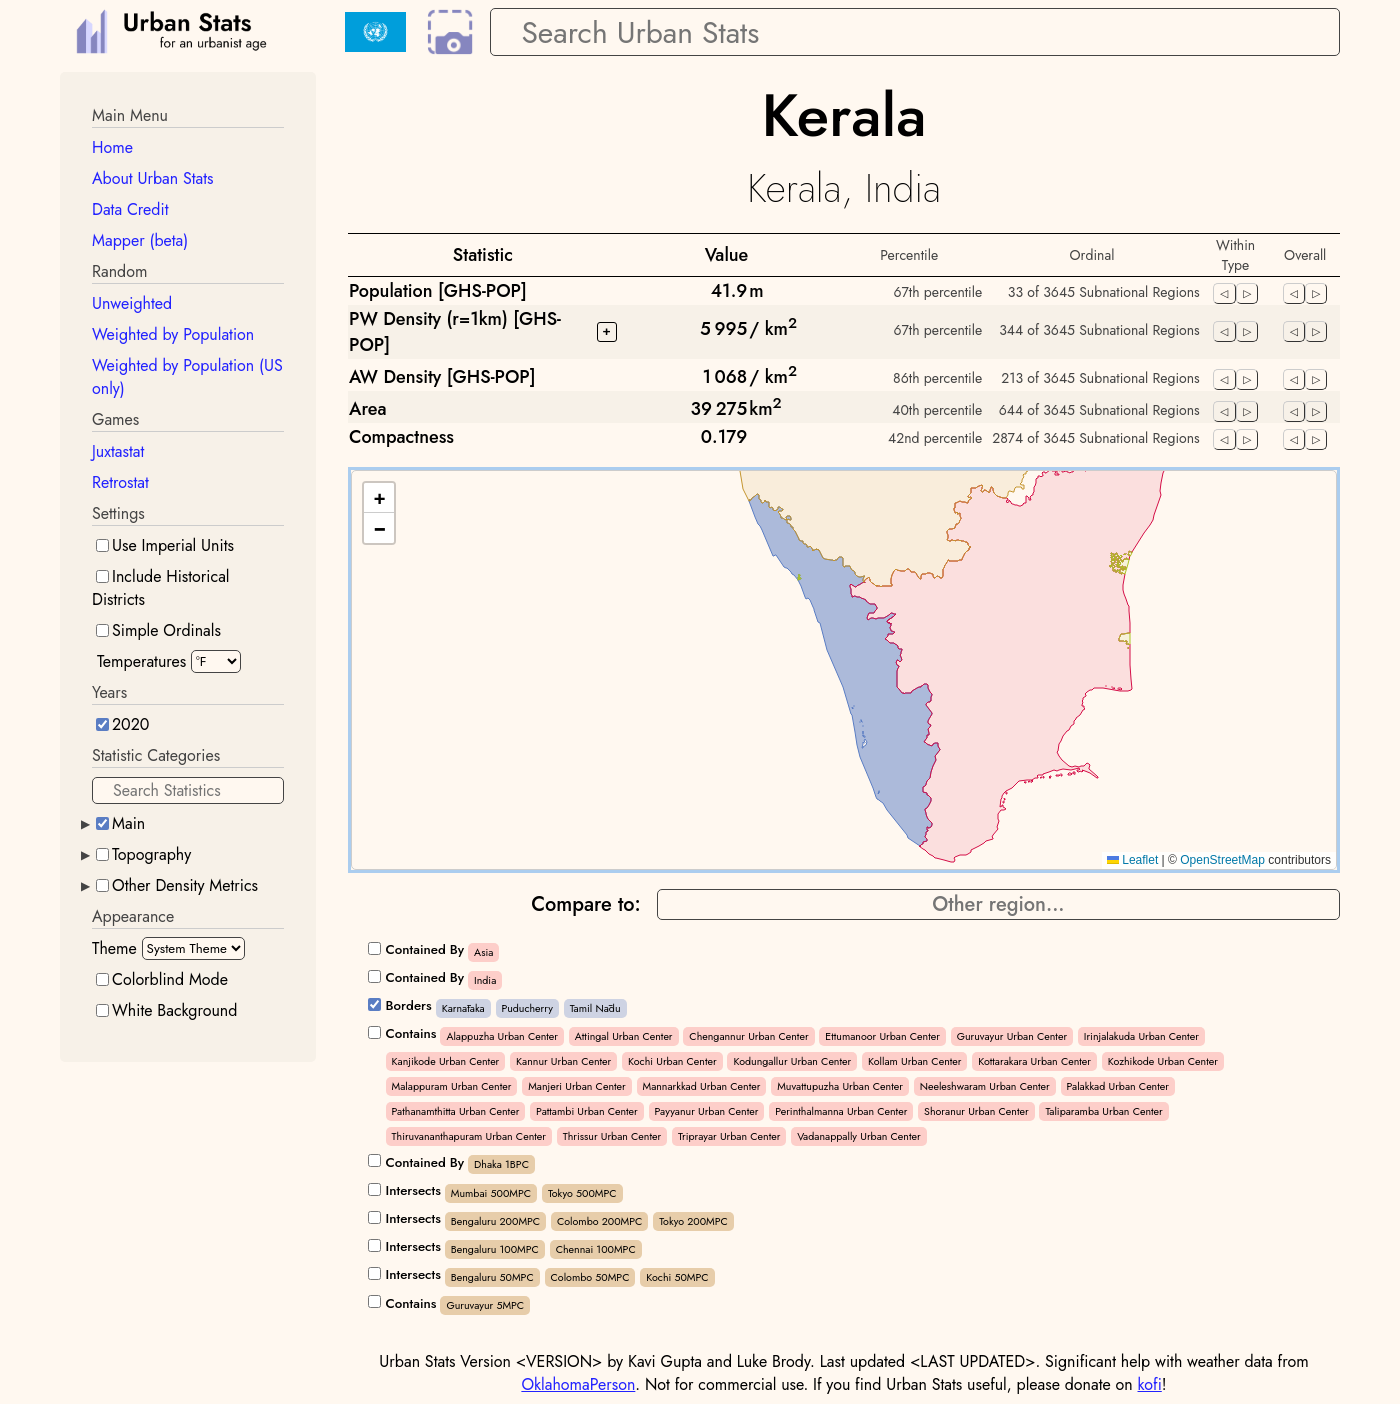 Urban Stats
for an urbanist age
Search Urban Stats
Main Menu
Home
About Urban Stats
Data Credit
Mapper (beta)
Random
Unweighted
Weighted by Population
Weighted by Population (US
only)
Games
Juxtastat
Retrostat
Settings
Use Imperial Units
Include Historical
Districts
Simple Ordinals
Temperatures °F
Years
2020
Statistic Categories
Search Statistics
Main
Topography
Other Density Metrics
Appearance
Theme System Theme
Colorblind Mode
White Background
Kerala
Kerala, India
Statistic Value Percentile Ordinal Within Type Overall
Population [GHS-POP] 41.9 m 67th percentile 33 of 3645 Subnational Regions
PW Density (r=1km) [GHS-
POP] + 5 995 / km² 67th percentile 344 of 3645 Subnational Regions
AW Density [GHS-POP] 1 068 / km² 86th percentile 213 of 3645 Subnational Regions
Area 39 275 km² 40th percentile 644 of 3645 Subnational Regions
Compactness 0.179 42nd percentile 2874 of 3645 Subnational Regions
+
−
Leaflet | © OpenStreetMap contributors
Compare to: Other region...
Contained By Asia
Contained By India
Borders Karnātaka Puducherry Tamil Nādu
Contains Alappuzha Urban Center Attingal Urban Center Chengannur Urban Center Ettumanoor Urban Center Guruvayur Urban Center Irinjalakuda Urban Center
Kanjikode Urban Center Kannur Urban Center Kochi Urban Center Kodungallur Urban Center Kollam Urban Center Kottarakara Urban Center Kozhikode Urban Center
Malappuram Urban Center Manjeri Urban Center Mannarkkad Urban Center Muvattupuzha Urban Center Neeleshwaram Urban Center Palakkad Urban Center
Pathanamthitta Urban Center Pattambi Urban Center Payyanur Urban Center Perinthalmanna Urban Center Shoranur Urban Center Taliparamba Urban Center
Thiruvananthapuram Urban Center Thrissur Urban Center Triprayar Urban Center Vadanappally Urban Center
Contained By Dhaka 1BPC
Intersects Mumbai 500MPC Tokyo 500MPC
Intersects Bengaluru 200MPC Colombo 200MPC Tokyo 200MPC
Intersects Bengaluru 100MPC Chennai 100MPC
Intersects Bengaluru 50MPC Colombo 50MPC Kochi 50MPC
Contains Guruvayur 5MPC
Urban Stats Version <VERSION> by Kavi Gupta and Luke Brody. Last updated <LAST UPDATED>. Significant help with weather data from
OklahomaPerson. Not for commercial use. If you find Urban Stats useful, please donate on kofi!